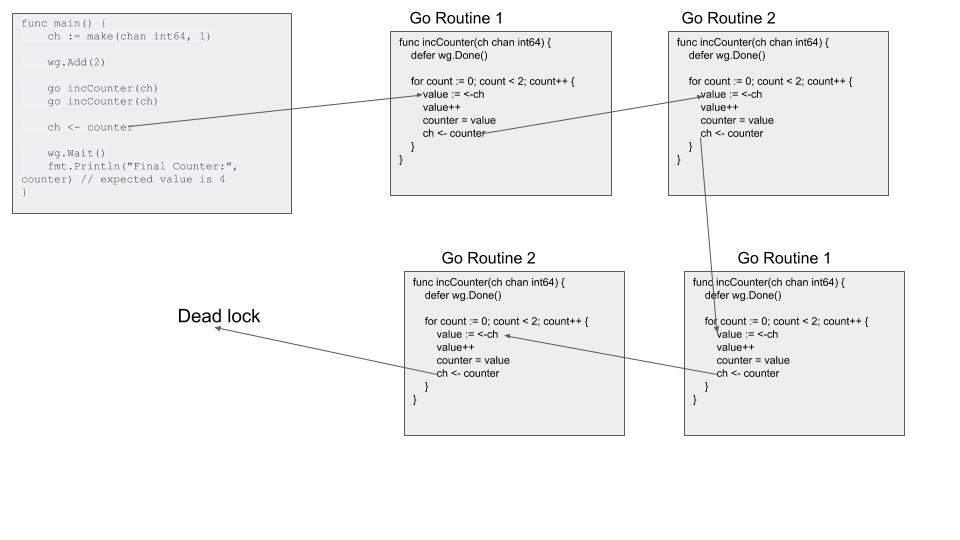 func main() {
    ch := make(chan int64, 1)
    wg.Add(2)
    go incCounter(ch)
    go incCounter(ch)
    ch <- counter
    wg.Wait()
    fmt.Println("Final Counter:",
counter) // expected value is 4
}
Go Routine 1
func incCounter(ch chan int64) {
    defer wg.Done()
    for count := 0; count < 2; count++ {
        value := <-ch
        value++
        counter = value
        ch <- counter
    }
}
Go Routine 2
func incCounter(ch chan int64) {
    defer wg.Done()
    for count := 0; count < 2; count++ {
        value := <-ch
        value++
        counter = value
        ch <- counter
    }
}
Dead lock
Go Routine 2
func incCounter(ch chan int64) {
    defer wg.Done()
    for count := 0; count < 2; count++ {
        value := <-ch
        value++
        counter = value
        ch <- counter
    }
}
Go Routine 1
func incCounter(ch chan int64) {
    defer wg.Done()
    for count := 0; count < 2; count++ {
        value := <-ch
        value++
        counter = value
        ch <- counter
    }
}